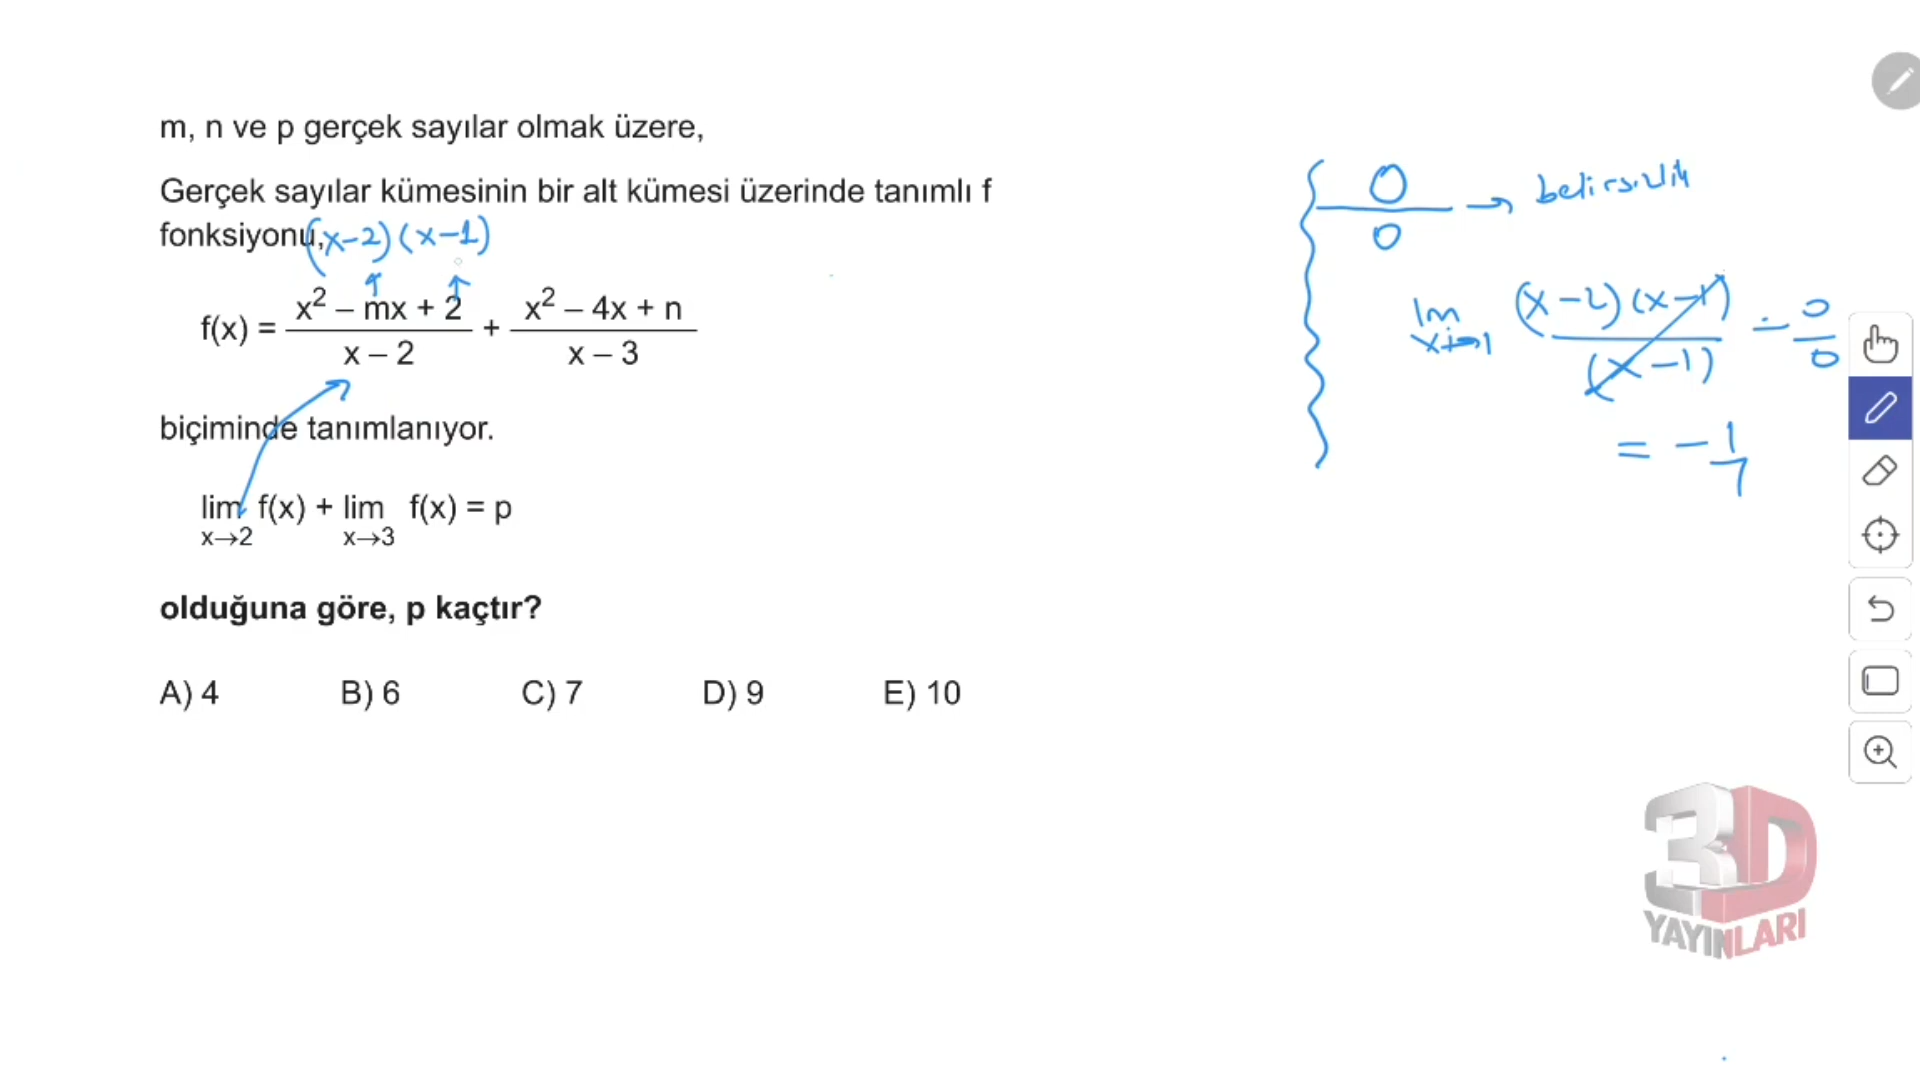 m, n ve p gerçek sayılar olmak üzere,
Gerçek sayılar kümesinin bir alt kümesi üzerinde tanımlı f
fonksiyonu,
(x-2)(x-1)
f(x) = (x² – mx + 2)/(x – 2) + (x² – 4x + n)/(x – 3)
biçiminde tanımlanıyor.
lim f(x) + lim f(x) = p
x→2 x→3
olduğuna göre, p kaçtır?
A) 4 B) 6 C) 7 D) 9 E) 10
0/0 → belirsizlik
lim (x-2)(x-1)/(x-1) = 0/0
x→1
= -1
3D
YAYINLARI